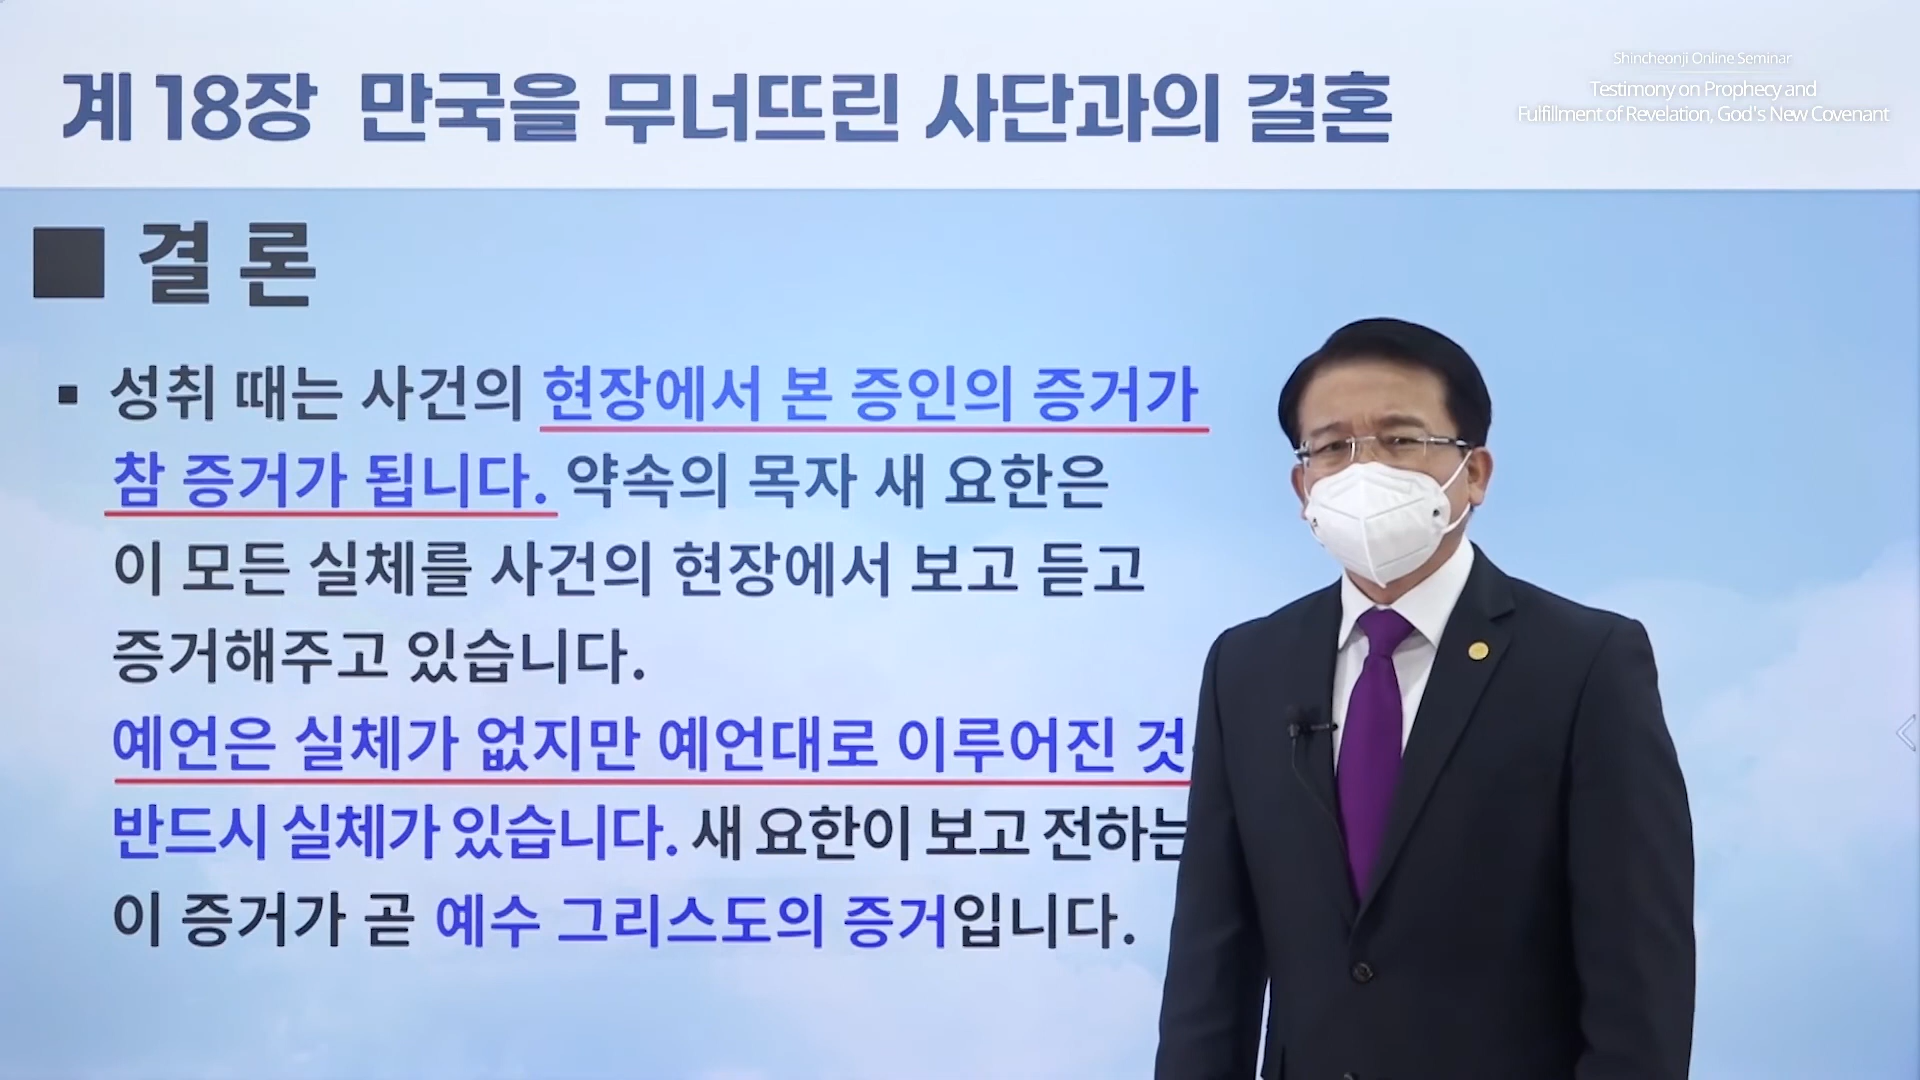 계 18장 만국을 무너뜨린 사단과의 결혼
Shincheonji Online Seminar
Testimony on Prophecy and
Fulfillment of Revelation, God's New Covenant
■ 결 론
▪ 성취 때는 사건의 현장에서 본 증인의 증거가
참 증거가 됩니다. 약속의 목자 새 요한은
이 모든 실체를 사건의 현장에서 보고 듣고
증거해주고 있습니다.
예언은 실체가 없지만 예언대로 이루어진 것
반드시 실체가 있습니다. 새 요한이 보고 전하는
이 증거가 곧 예수 그리스도의 증거입니다.